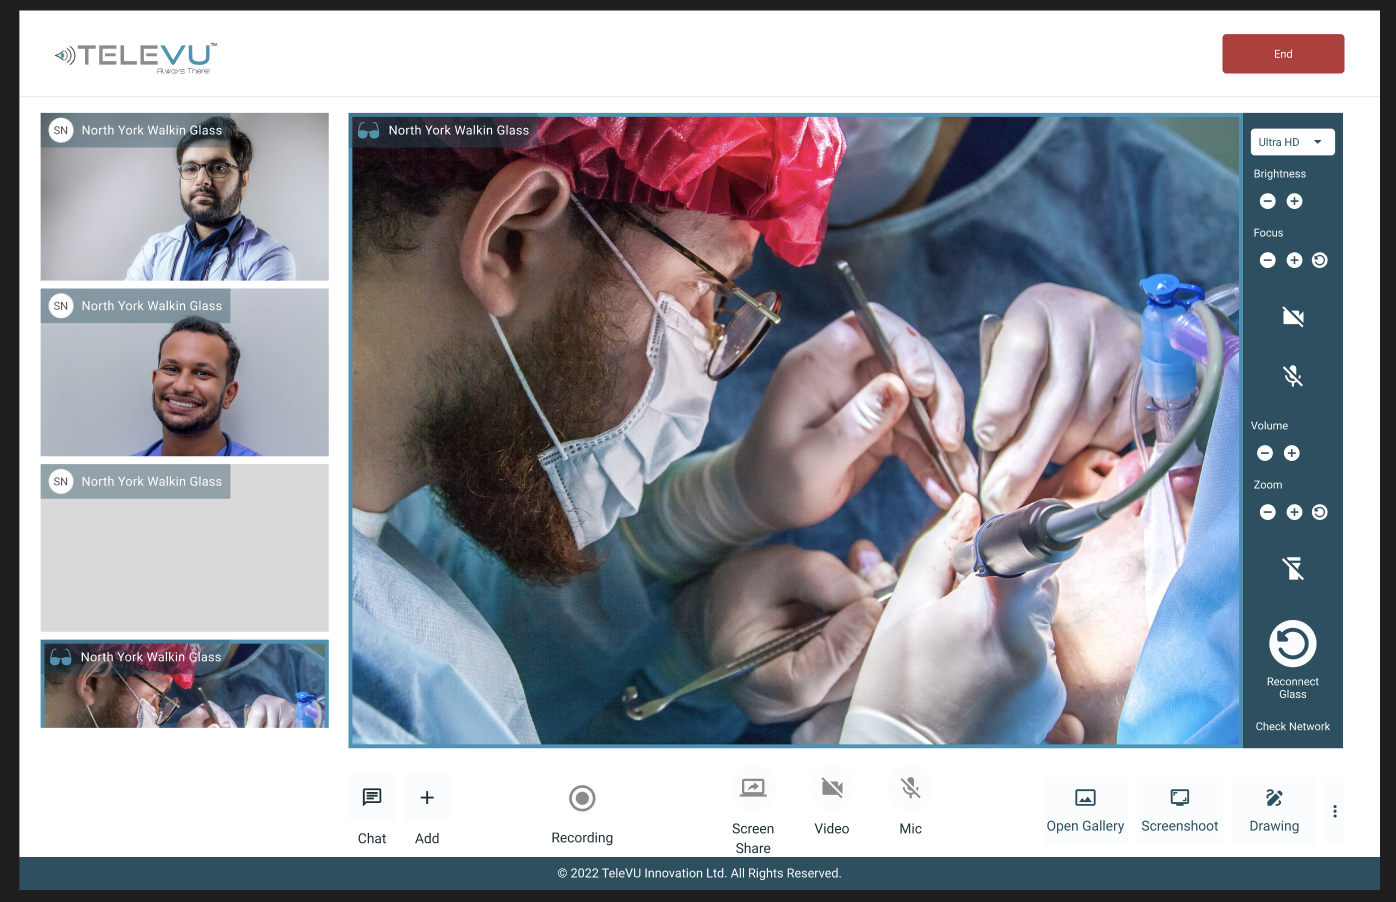 TELEVU™
Always There!
End
SN North York Walkin Glass
SN North York Walkin Glass
SN North York Walkin Glass
North York Walkin Glass
North York Walkin Glass
Ultra HD
Brightness
Focus
Volume
Zoom
Reconnect
Glass
Check Network
Chat
Add
Recording
Screen
Share
Video
Mic
Open Gallery
Screenshoot
Drawing
© 2022 TeleVU Innovation Ltd. All Rights Reserved.